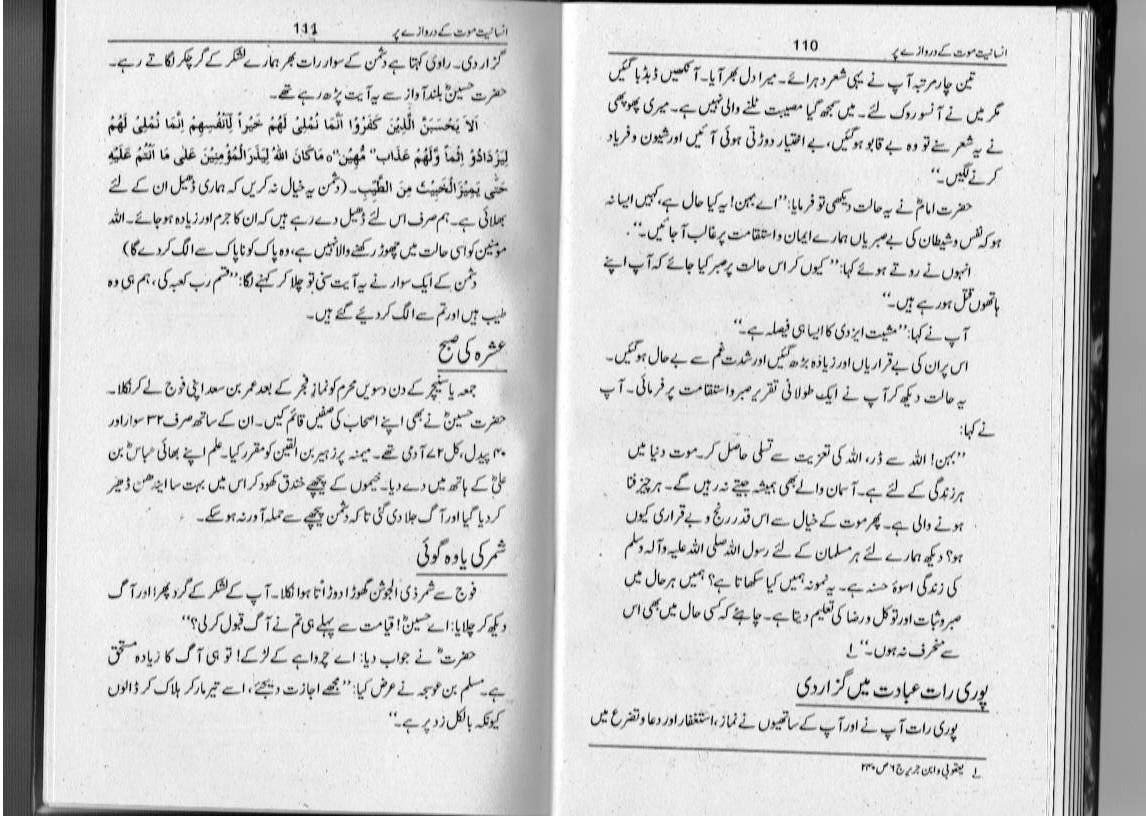 انسانیت موت کے دروازے پر
110
تین چار مرتبہ آپ نے یہی شعر دہرائے۔ میرا دل بھر آیا۔ آنکھیں ڈبڈبا گئیں
مگر میں نے آنسو روک لئے۔ میں سمجھ گیا مصیبت ٹلنے والی نہیں ہے۔ میری پھوپھی
نے یہ شعر سنے تو وہ بے قابو ہو گئیں، بے اختیار دوڑتی ہوئی آئیں اور شیون و فریاد
کرنے لگیں۔‘‘
حضرت امامؓ نے یہ حالت دیکھی تو فرمایا: ’’اے بہن! یہ کیا حال ہے، کہیں ایسا نہ
ہو کہ نفس و شیطان کی بے صبریاں ہمارے ایمان و استقامت پر غالب آ جائیں۔‘‘
انہوں نے روتے ہوئے کہا: ’’کیوں کر اس حالت پر صبر کیا جائے کہ آپ اپنے
ہاتھوں قتل ہو رہے ہیں۔‘‘
آپ نے کہا: ’’مشیت ایزدی کا ایسا ہی فیصلہ ہے۔‘‘
اس پر ان کی بے قراریاں اور زیادہ بڑھ گئیں اور شدت غم سے بے حال ہو گئیں۔
یہ حالت دیکھ کر آپ نے ایک طولانی تقریر صبر و استقامت پر فرمائی۔ آپ
نے کہا:
’’بہن! اللہ سے ڈر، اللہ کی تعزیت سے تسلی حاصل کر۔ موت دنیا میں
ہر زندگی کے لئے ہے۔ آسمان والے بھی ہمیشہ جیتے نہ رہیں گے۔ ہر چیز فنا
ہونے والی ہے۔ پھر موت کے خیال سے اس قدر رنج و بے قراری کیوں
ہو؟ دیکھ ہمارے لئے ہر مسلمان کے لئے رسول اللہ صلی اللہ علیہ و آلہ وسلم
کی زندگی اسوۂ حسنہ ہے۔ یہ نمونہ ہمیں کیا سکھاتا ہے؟ ہمیں ہر حال میں
صبر و ثبات اور توکل و رضا کی تعلیم دیتا ہے۔ چاہئے کہ کسی حال میں بھی اس
سے منحرف نہ ہوں۔‘‘ ۱
پوری رات عبادت میں گزار دی
پوری رات آپ نے اور آپ کے ساتھیوں نے نماز، استغفار اور دعا و تضرع میں
۱ یعقوبی و ابن جریر ج ۶ ص ۲۴۰
انسانیت موت کے دروازے پر
111
گزار دی۔ راوی کہتا ہے دشمن کے سوار رات بھر ہمارے لشکر کے گرد چکر لگاتے رہے۔
حضرت حسینؓ بلند آواز سے یہ آیت پڑھ رہے تھے۔
اَلاَ یَحْسَبَنَّ الَّذِیْنَ کَفَرُوْا اَنَّمَا نُمْلِیْ لَھُمْ خَیْراً لِّاَنْفُسِھِمْ اِنَّمَا نُمْلِیْ لَھُمْ
لِیَزْدَادُوْ اِثْماً وَلَھُمْ عَذَاب'' مُّھِیْن''o مَاکَانَ اللہُ لِیَذَرَالْمُؤْمِنِیْنَ عَلٰی مَا اَنْتُمْ عَلَیْہِ
حَتّٰی یَمِیْزَالْخَبِیْثَ مِنَ الطَّیِّبِ۔ (دشمن یہ خیال نہ کریں کہ ہماری ڈھیل ان کے لئے
بھلائی ہے۔ ہم صرف اس لئے ڈھیل دے رہے ہیں کہ ان کا جرم اور زیادہ ہو جائے۔ اللہ
مومنین کو اسی حالت میں چھوڑ رکھنے والا نہیں ہے، وہ پاک کو ناپاک سے الگ کر دے گا)
دشمن کے ایک سوار نے یہ آیت سنی تو چلا کر کہنے لگا: ’’قسم رب کعبہ کی، ہم ہی وہ
طیب ہیں اور تم سے الگ کر دیئے گئے ہیں۔
عشرہ کی صبح
جمعہ یا سنیچر کے دن دسویں محرم کو نماز فجر کے بعد عمر بن سعد اپنی فوج لے کر نکلا۔
حضرت حسینؓ نے بھی اپنے اصحاب کی صفیں قائم کیں۔ ان کے ساتھ صرف ۳۲ سوار اور
۴۰ پیدل، کل ۷۲ آدمی تھے۔ میمنہ پر زہیر بن القین کو مقرر کیا۔ علم اپنے بھائی عباسؓ بن
علیؓ کے ہاتھ میں دے دیا۔ خیموں کے پیچھے خندق کھود کر اس میں بہت سا ایندھن ڈھیر
کر دیا گیا اور آگ جلا دی گئی تاکہ دشمن پیچھے سے حملہ آور نہ ہو سکے۔
شمر کی یاوہ گوئی
فوج سے شمر ذی الجوشن گھوڑا دوڑاتا ہوا نکلا۔ آپ کے لشکر کے گرد پھرا اور آگ
دیکھ کر چلایا: اے حسینؓ! قیامت سے پہلے ہی تم نے آگ قبول کر لی؟‘‘
حضرتؓ نے جواب دیا: اے چرواہے کے لڑکے! تو ہی آگ کا زیادہ مستحق
ہے۔ مسلم بن عوسجہ نے عرض کیا: ’’مجھے اجازت دیجئے، اسے تیر مار کر ہلاک کر ڈالوں
کیونکہ بالکل زد پر ہے۔‘‘